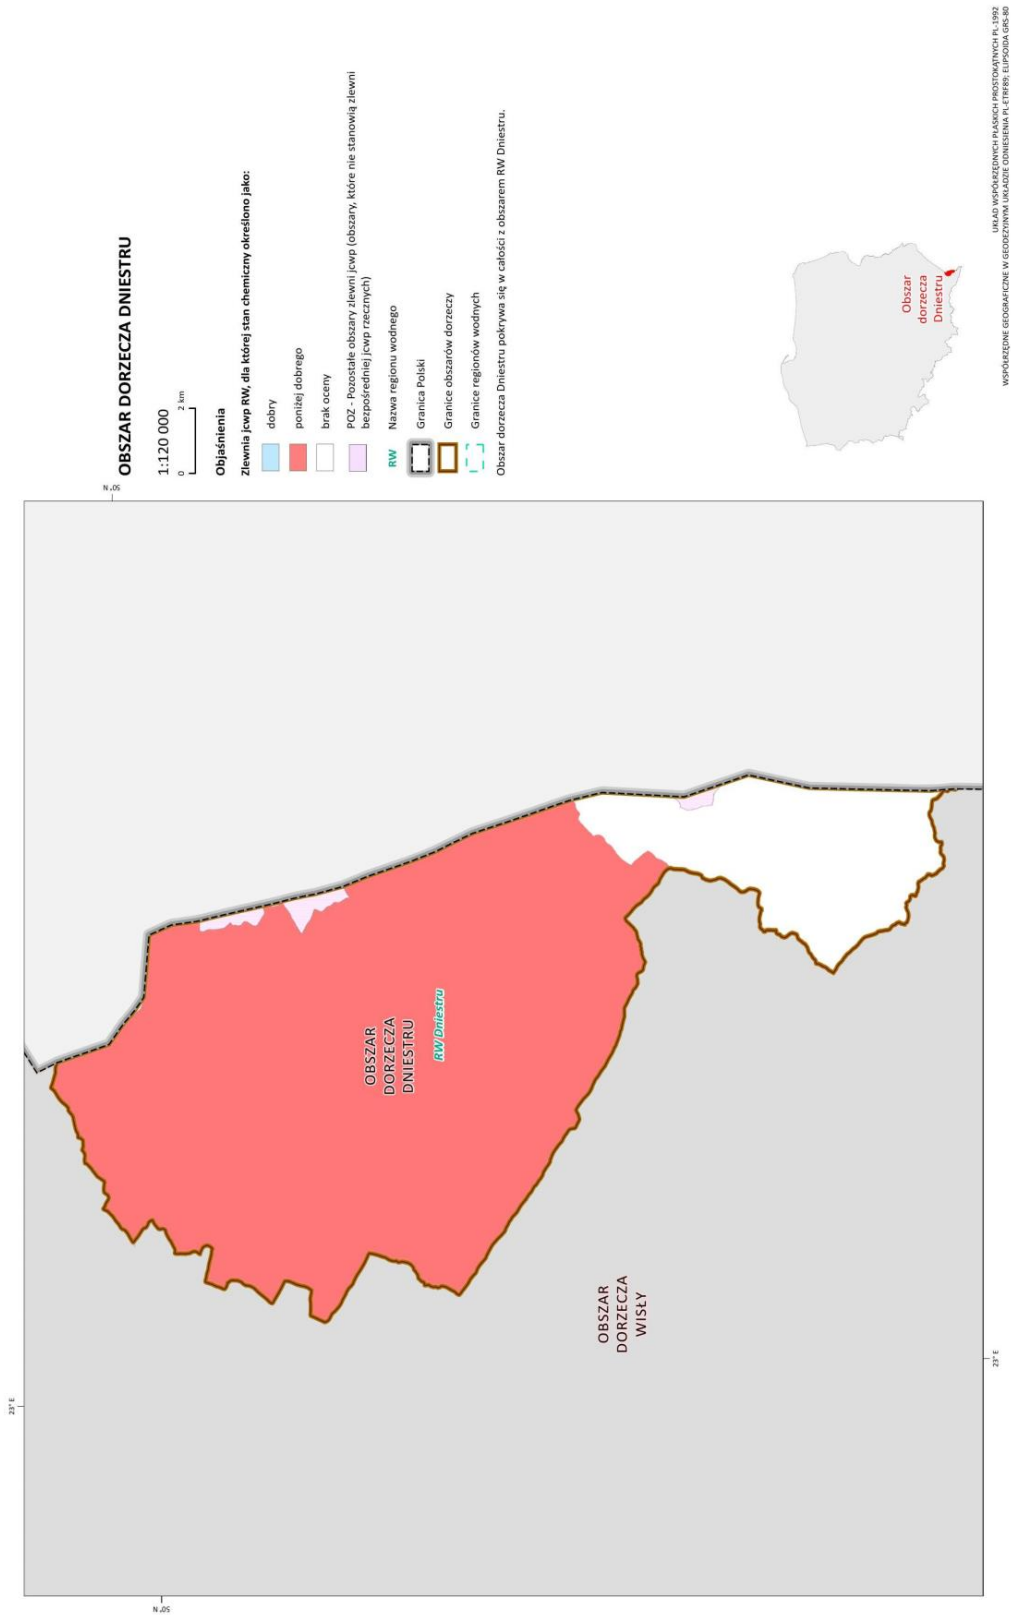 OBSZAR DORZECZA DNIESTRU
1:120 000
0 2 km
Objaśnienia
Zlewnia jcwp RW, dla której stan chemiczny określono jako:
dobry
poniżej dobrego
brak oceny
POZ - Pozostałe obszary zlewni jcwp (obszary, które nie stanowią zlewni
bezpośredniej jcwp rzecznych)
RW Nazwa regionu wodnego
Granica Polski
Granice obszarów dorzeczy
Granice regionów wodnych
Obszar dorzecza Dniestru pokrywa się w całości z obszarem RW Dniestru.
Obszar
dorzecza
Dniestru
UKŁAD WSPÓŁRZĘDNYCH PŁASKICH PROSTOKĄTNYCH PL-1992
WSPÓŁRZĘDNE GEOGRAFICZNE W GEODEZYJNYM UKŁADZIE ODNIESIENIA PL-ETRF89; ELIPSOIDA GRS-80
50° N
50° N
23° E
23° E
OBSZAR
DORZECZA
DNIESTRU
RW Dniestru
OBSZAR
DORZECZA
WISŁY